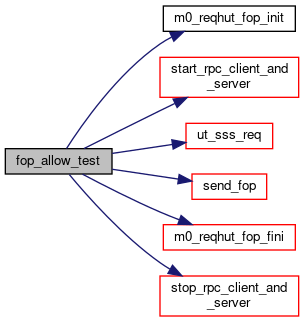 fop_allow_test
m0_reqhut_fop_init
start_rpc_client_and
_server
ut_sss_req
send_fop
m0_reqhut_fop_fini
stop_rpc_client_and
_server